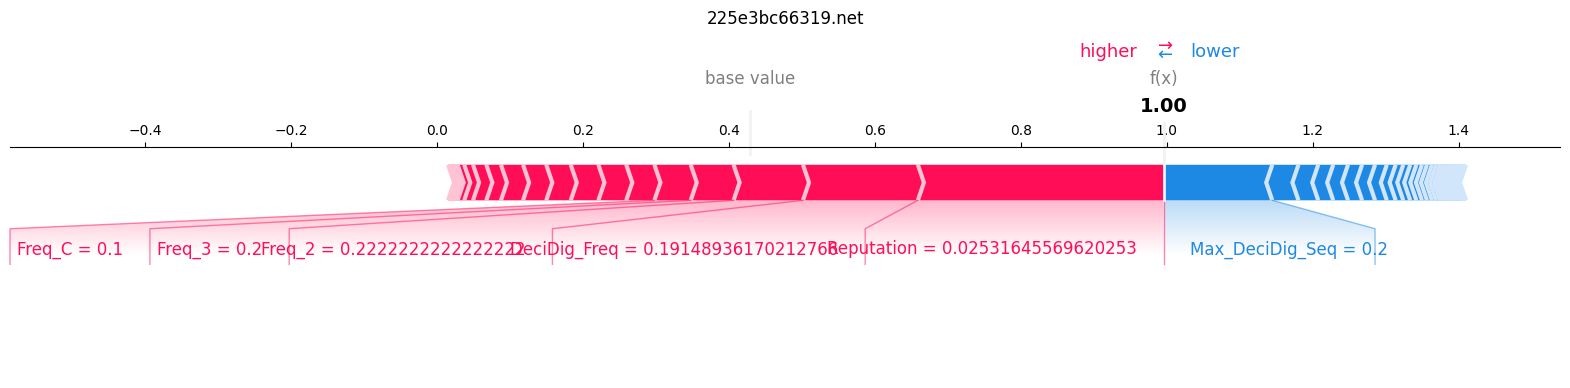 225e3bc66319.net
higher ⇄ lower
base value f(x)
1.00
−0.4 −0.2 0.0 0.2 0.4 0.6 0.8 1.0 1.2 1.4
Freq_C = 0.1 Freq_3 = 0.2 Freq_2 = 0.2222222222222222 DeciDig_Freq = 0.19148936170212766 Reputation = 0.02531645569620253 Max_DeciDig_Seq = 0.2